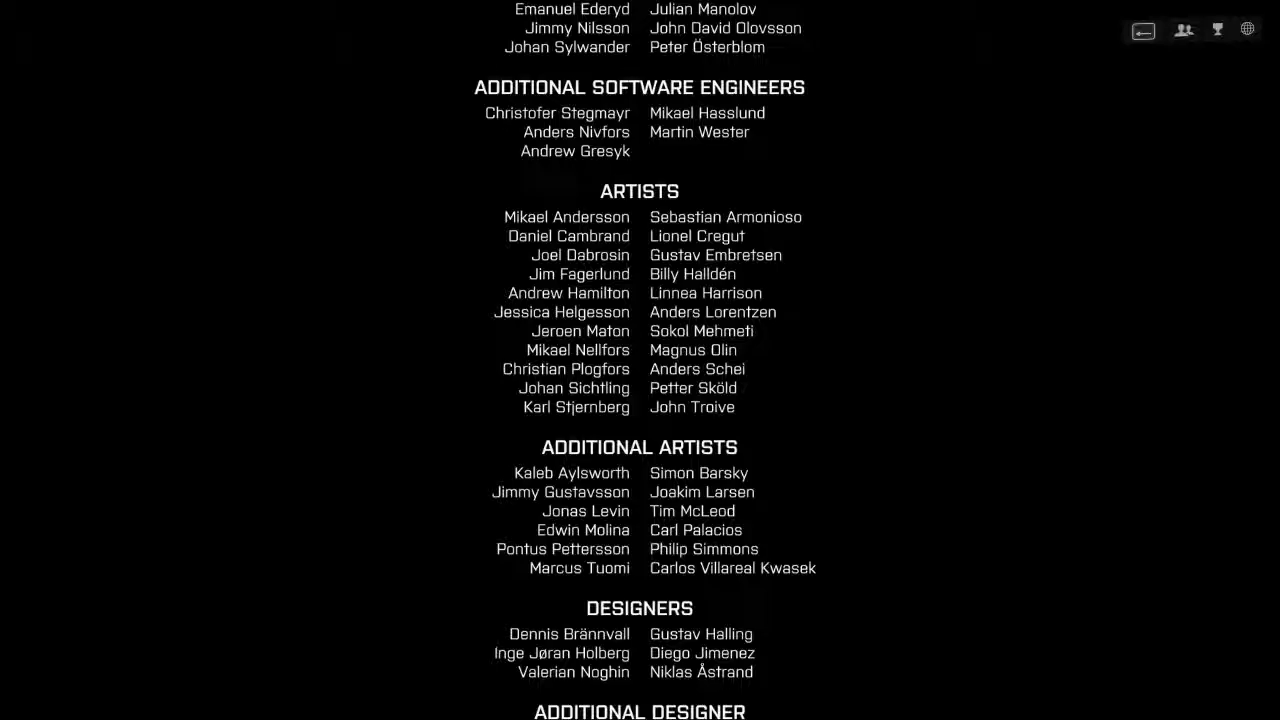 Emanuel Ederyd Julian Manolov
Jimmy Nilsson John David Olovsson
Johan Sylwander Peter Österblom
ADDITIONAL SOFTWARE ENGINEERS
Christofer Stegmayr Mikael Hasslund
Anders Nivfors Martin Wester
Andrew Gresyk
ARTISTS
Mikael Andersson Sebastian Armonioso
Daniel Cambrand Lionel Cregut
Joel Dabrosin Gustav Embretsen
Jim Fagerlund Billy Halldén
Andrew Hamilton Linnea Harrison
Jessica Helgesson Anders Lorentzen
Jeroen Maton Sokol Mehmeti
Mikael Nellfors Magnus Olin
Christian Plogfors Anders Schei
Johan Sichtling Petter Sköld
Karl Stjernberg John Troive
ADDITIONAL ARTISTS
Kaleb Aylsworth Simon Barsky
Jimmy Gustavsson Joakim Larsen
Jonas Levin Tim McLeod
Edwin Molina Carl Palacios
Pontus Pettersson Philip Simmons
Marcus Tuomi Carlos Villareal Kwasek
DESIGNERS
Dennis Brännvall Gustav Halling
Inge Jøran Holberg Diego Jimenez
Valerian Noghin Niklas Åstrand
ADDITIONAL DESIGNER